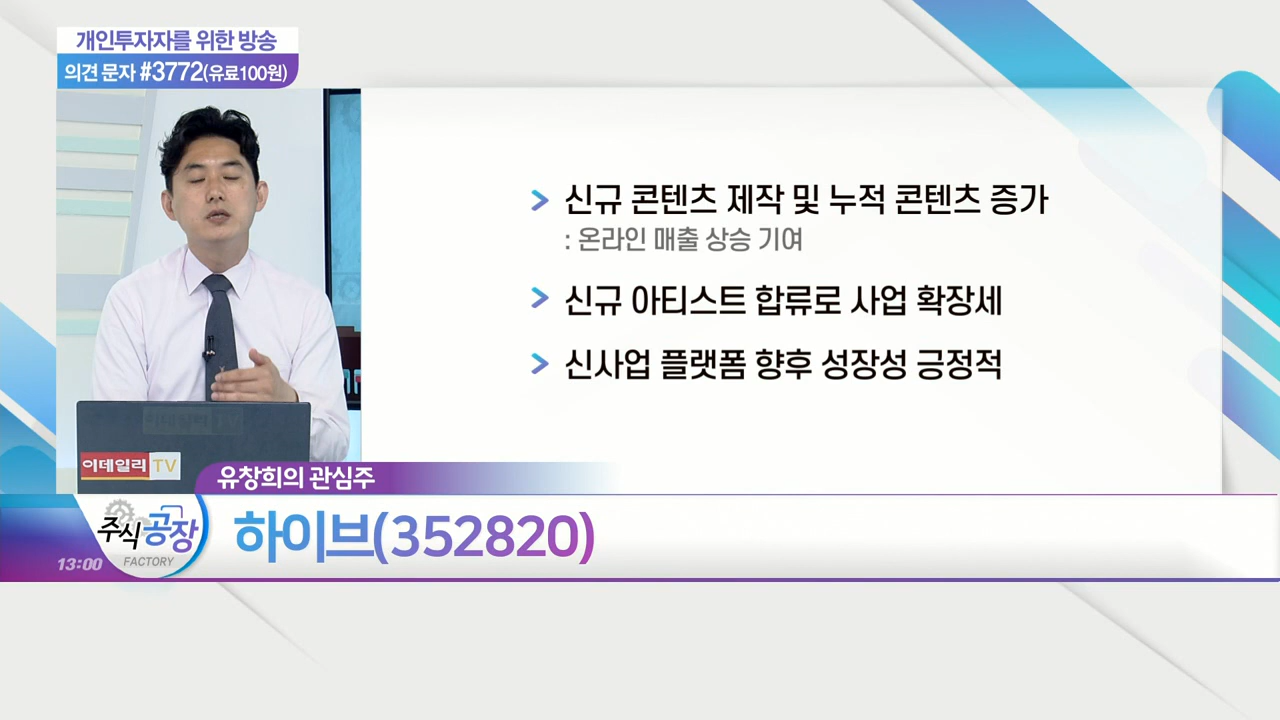 개인투자자를 위한 방송
의견 문자 #3772(유료100원)
신규 콘텐츠 제작 및 누적 콘텐츠 증가
: 온라인 매출 상승 기여
신규 아티스트 합류로 사업 확장세
신사업 플랫폼 향후 성장성 긍정적
이데일리TV
이데일리 TV
유창희의 관심주
주식공장
FACTORY
13:00
하이브(352820)